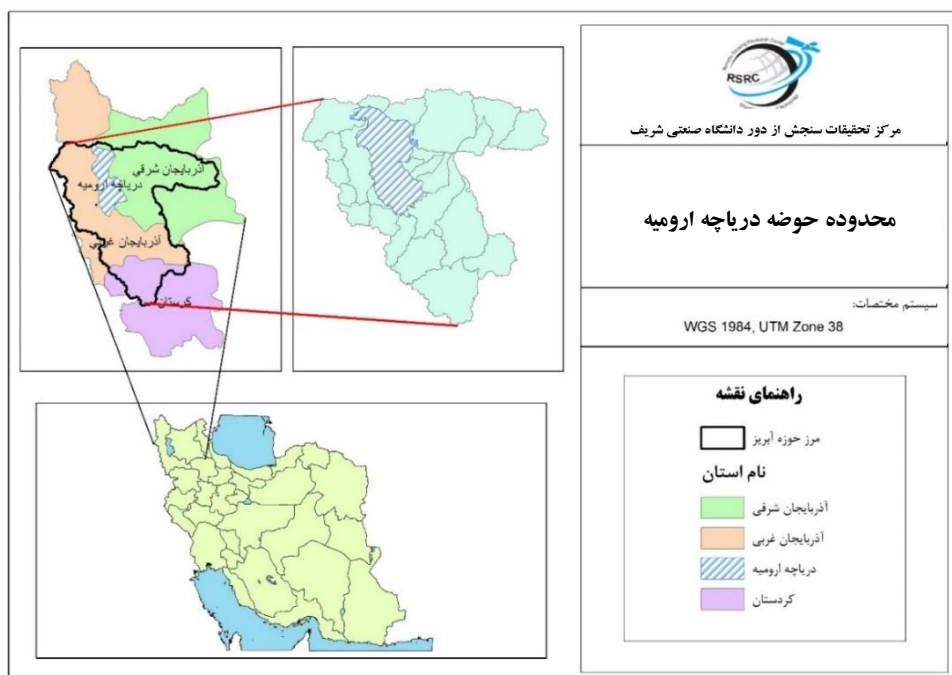 RSRC
مرکز تحقیقات سنجش از دور دانشگاه صنعتی شریف
محدوده حوضه دریاچه ارومیه
سیستم مختصات:
WGS 1984, UTM Zone 38
راهنمای نقشه
مرز حوزه آبریز
نام استان
آذربایجان شرقی
آذربایجان غربی
دریاچه ارومیه
کردستان
آذربایجان شرقی
دریاچه ارومیه
آذربایجان غربی
کردستان